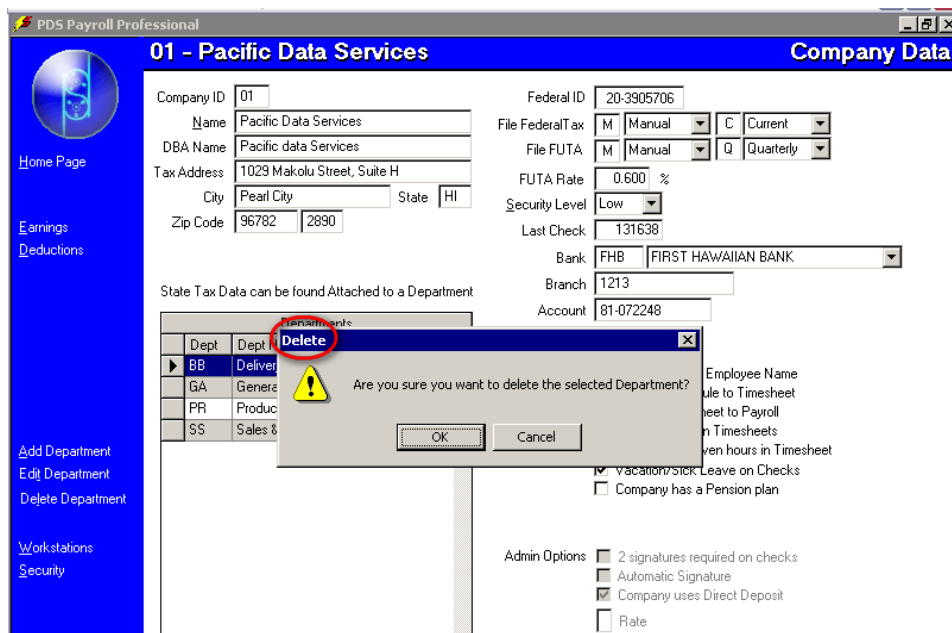 PDS Payroll Professional
01 - Pacific Data Services Company Data
Home Page
Earnings
Deductions
Add Department
Edit Department
Delete Department
Workstations
Security
Company ID 01
Name Pacific Data Services
DBA Name Pacific data Services
Tax Address 1029 Makolu Street, Suite H
City Pearl City State HI
Zip Code 96782 2890
Federal ID 20-3905706
File FederalTax M Manual C Current
File FUTA M Manual Q Quarterly
FUTA Rate 0.600 %
Security Level Low
Last Check 131638
Bank FHB FIRST HAWAIIAN BANK
Branch 1213
Account 81-072248
State Tax Data can be found Attached to a Department
Departments
Dept Dept
BB
GA
PR
SS Sales &
Delete
Are you sure you want to delete the selected Department?
OK Cancel
Employee Name
to Timesheet
to Payroll
Timesheets
hours in Timesheet
Vacation/Sick Leave on Checks
Company has a Pension plan
Admin Options 2 signatures required on checks
Automatic Signature
Company uses Direct Deposit
Rate